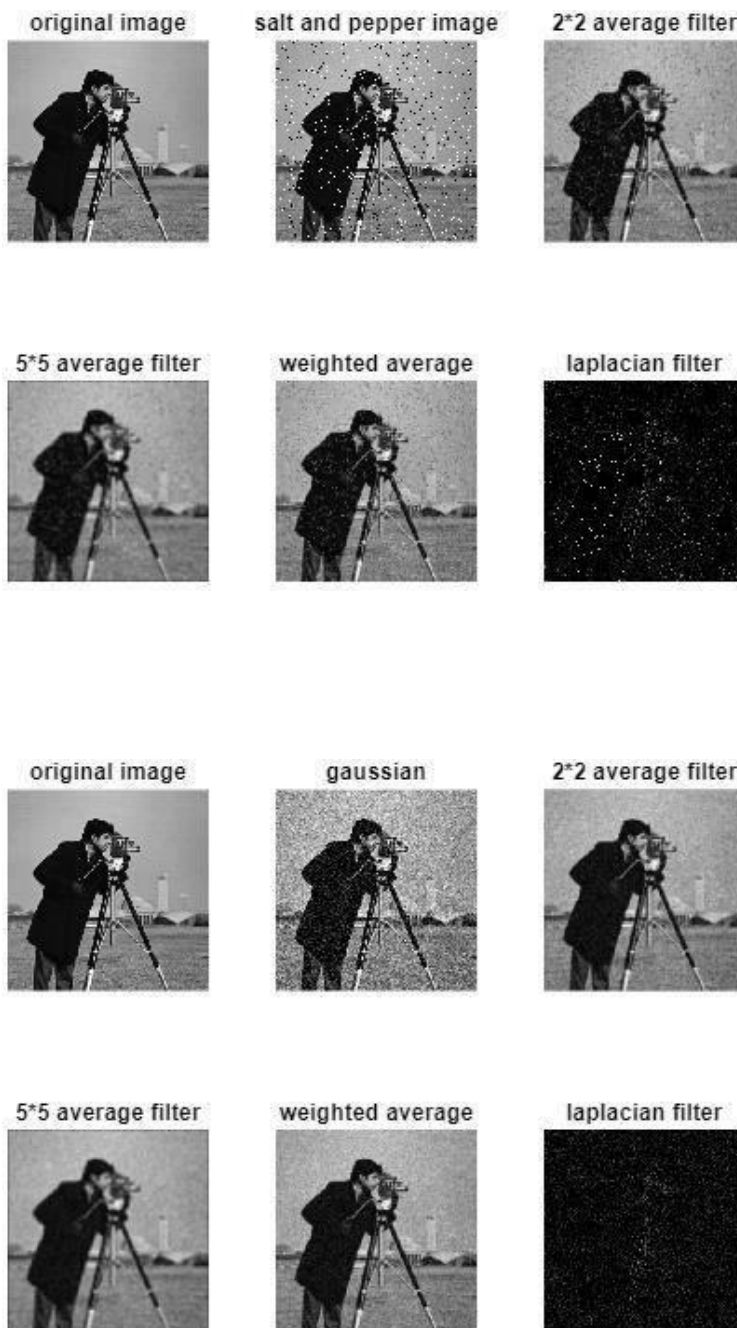 original image
salt and pepper image
2*2 average filter
5*5 average filter
weighted average
laplacian filter
original image
gaussian
2*2 average filter
5*5 average filter
weighted average
laplacian filter